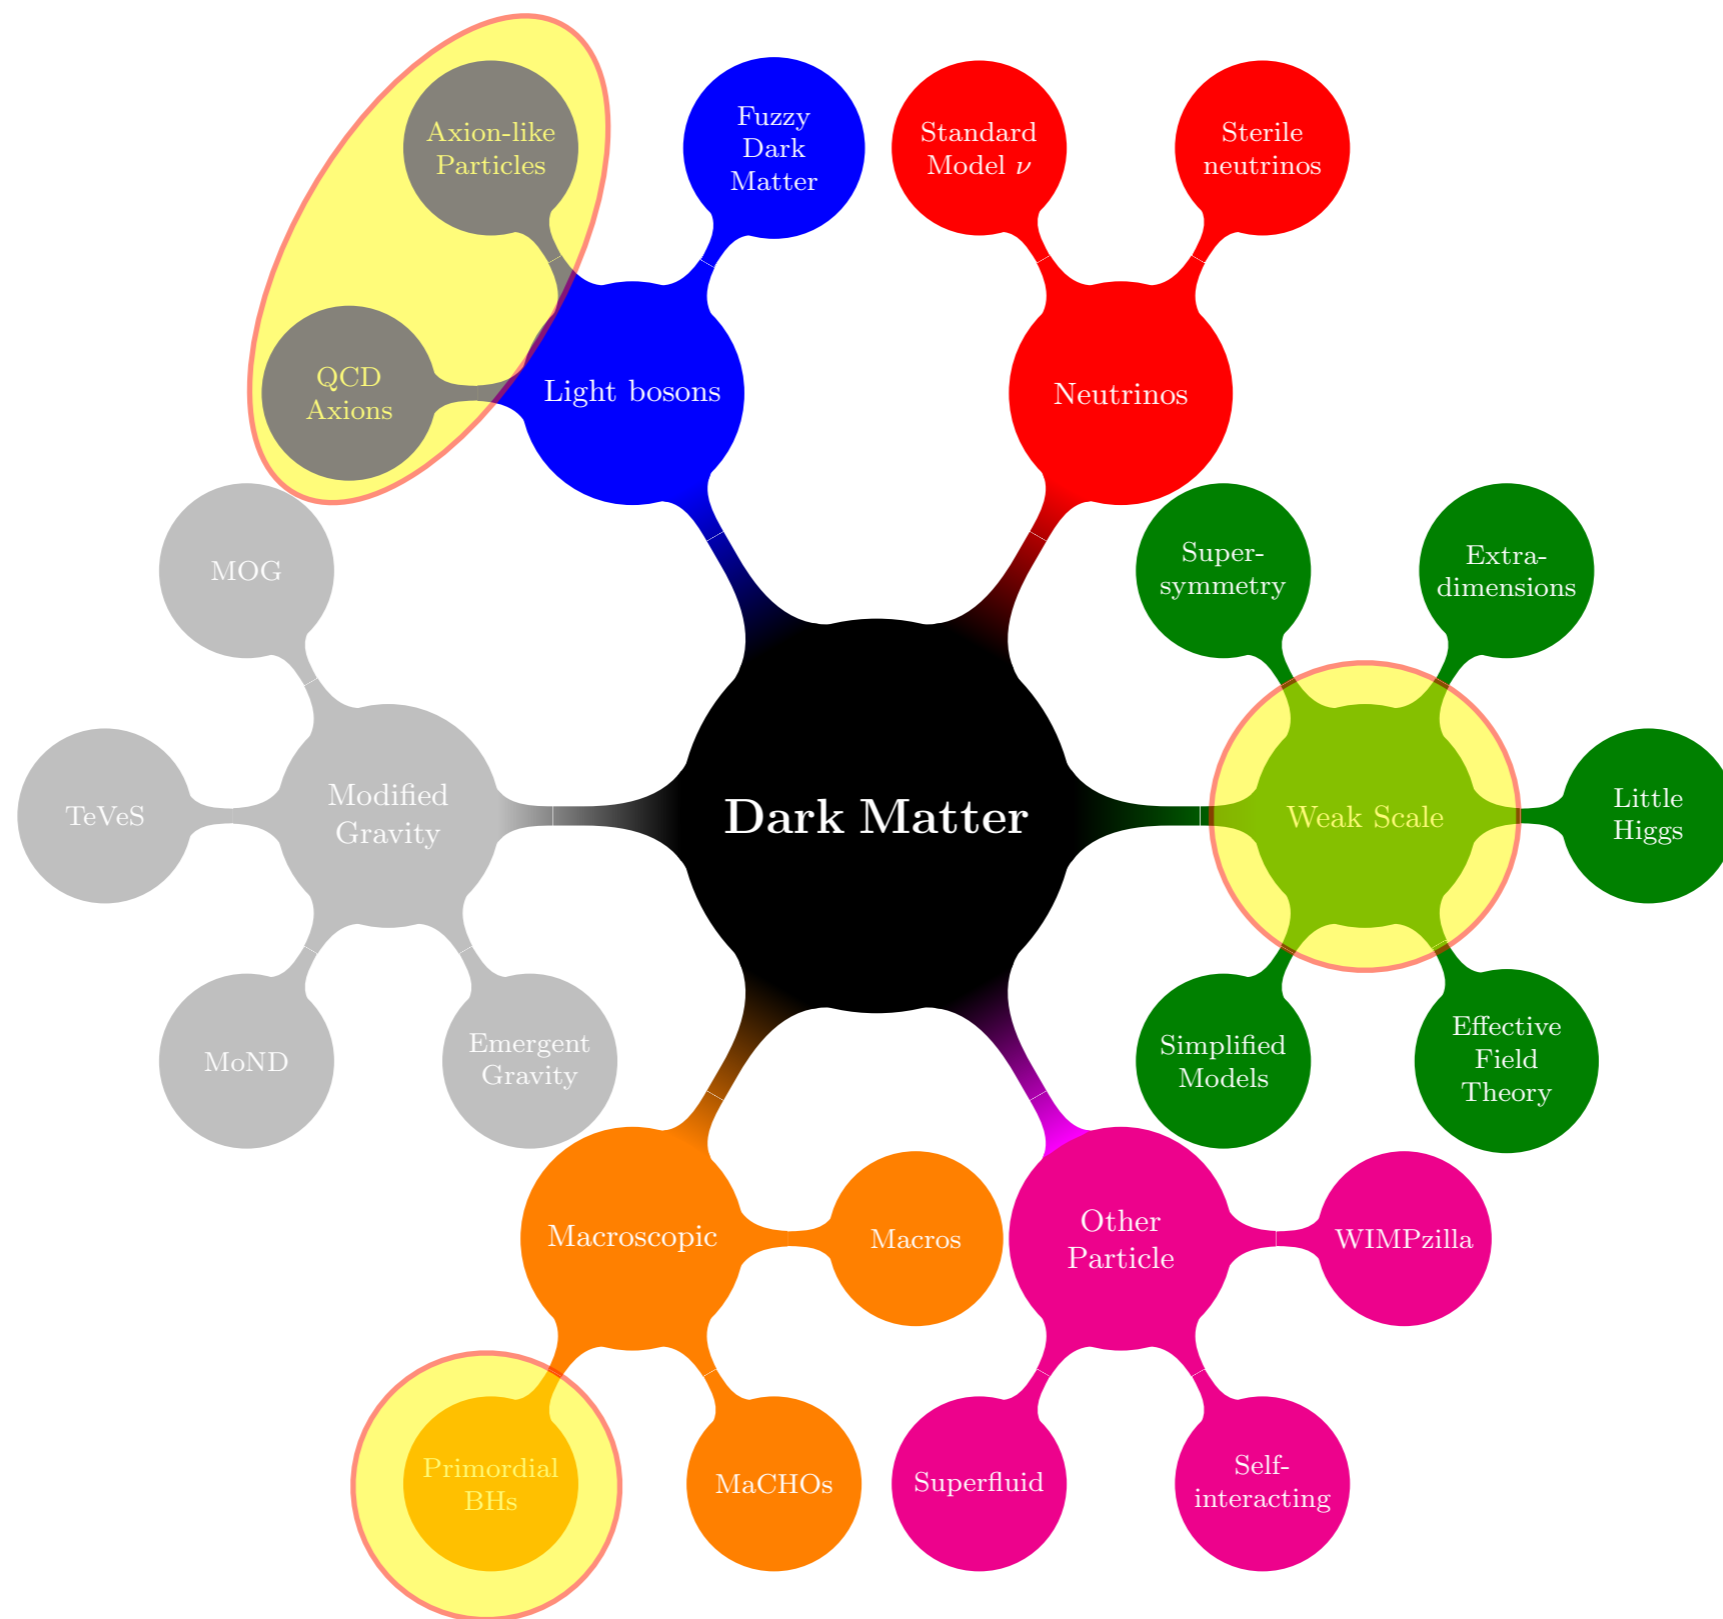 Axion-like
Particles
Fuzzy
Dark
Matter
Standard
Model ν
Sterile
neutrinos
QCD
Axions
Light bosons
Neutrinos
MOG
Super-
symmetry
Extra-
dimensions
TeVeS
Modified
Gravity
Dark Matter
Weak Scale
Little
Higgs
MoND
Emergent
Gravity
Simplified
Models
Effective
Field
Theory
Macroscopic
Macros
Other
Particle
WIMPzilla
Primordial
BHs
MaCHOs
Superfluid
Self-
interacting